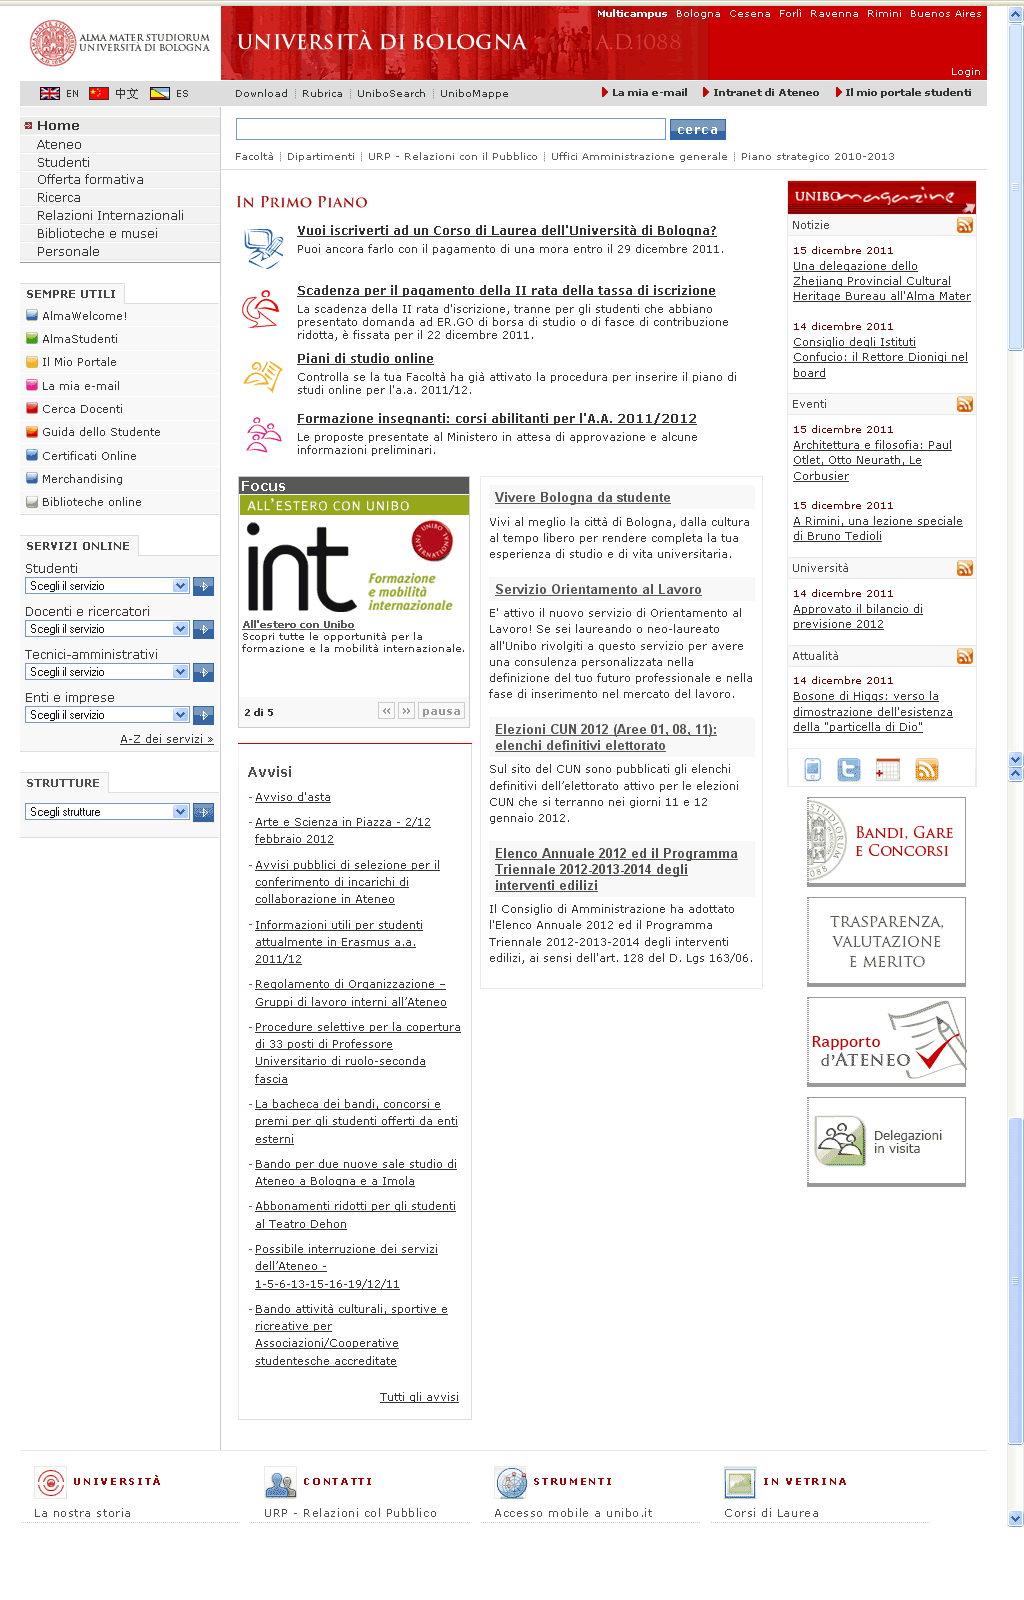 ALMA MATER STUDIORUM
UNIVERSITÀ DI BOLOGNA
UNIVERSITÀ DI BOLOGNA
A.D.1088
Multicampus Bologna Cesena Forlì Ravenna Rimini Buenos Aires
Login
EN 中文 ES
Download Rubrica UniboSearch UniboMappe
La mia e-mail Intranet di Ateneo Il mio portale studenti
Home
Ateneo
Studenti
Offerta formativa
Ricerca
Relazioni Internazionali
Biblioteche e musei
Personale
SEMPRE UTILI
AlmaWelcome!
AlmaStudenti
Il Mio Portale
La mia e-mail
Cerca Docenti
Guida dello Studente
Certificati Online
Merchandising
Biblioteche online
SERVIZI ONLINE
Studenti
Scegli il servizio
Docenti e ricercatori
Scegli il servizio
Tecnici-amministrativi
Scegli il servizio
Enti e imprese
Scegli il servizio
A-Z dei servizi »
STRUTTURE
Scegli strutture
cerca
Facoltà Dipartimenti URP - Relazioni con il Pubblico Uffici Amministrazione generale Piano strategico 2010-2013
IN PRIMO PIANO
Vuoi iscriverti ad un Corso di Laurea dell'Università di Bologna?
Puoi ancora farlo con il pagamento di una mora entro il 29 dicembre 2011.
Scadenza per il pagamento della II rata della tassa di iscrizione
La scadenza della II rata d'iscrizione, tranne per gli studenti che abbiano
presentato domanda ad ER.GO di borsa di studio o di fasce di contribuzione
ridotta, è fissata per il 22 dicembre 2011.
Piani di studio online
Controlla se la tua Facoltà ha già attivato la procedura per inserire il piano di
studi online per l'a.a. 2011/12.
Formazione insegnanti: corsi abilitanti per l'A.A. 2011/2012
Le proposte presentate al Ministero in attesa di approvazione e alcune
informazioni preliminari.
Focus
ALL'ESTERO CON UNIBO
int
UNIBO INTERNATIONAL
Formazione
e mobilità
internazionale
All'estero con Unibo
Scopri tutte le opportunità per la
formazione e la mobilità internazionale.
2 di 5
« » pausa
Avvisi
- Avviso d'asta
- Arte e Scienza in Piazza - 2/12
febbraio 2012
- Avvisi pubblici di selezione per il
conferimento di incarichi di
collaborazione in Ateneo
- Informazioni utili per studenti
attualmente in Erasmus a.a.
2011/12
- Regolamento di Organizzazione –
Gruppi di lavoro interni all’Ateneo
- Procedure selettive per la copertura
di 33 posti di Professore
Universitario di ruolo-seconda
fascia
- La bacheca dei bandi, concorsi e
premi per gli studenti offerti da enti
esterni
- Bando per due nuove sale studio di
Ateneo a Bologna e a Imola
- Abbonamenti ridotti per gli studenti
al Teatro Dehon
- Possibile interruzione dei servizi
dell’Ateneo -
1-5-6-13-15-16-19/12/11
- Bando attività culturali, sportive e
ricreative per
Associazioni/Cooperative
studentesche accreditate
Tutti gli avvisi
Vivere Bologna da studente
Vivi al meglio la città di Bologna, dalla cultura
al tempo libero per rendere completa la tua
esperienza di studio e di vita universitaria.
Servizio Orientamento al Lavoro
E' attivo il nuovo servizio di Orientamento al
Lavoro! Se sei laureando o neo-laureato
all'Unibo rivolgiti a questo servizio per avere
una consulenza personalizzata nella
definizione del tuo futuro professionale e nella
fase di inserimento nel mercato del lavoro.
Elezioni CUN 2012 (Aree 01, 08, 11):
elenchi definitivi elettorato
Sul sito del CUN sono pubblicati gli elenchi
definitivi dell’elettorato attivo per le elezioni
CUN che si terranno nei giorni 11 e 12
gennaio 2012.
Elenco Annuale 2012 ed il Programma
Triennale 2012-2013-2014 degli
interventi edilizi
Il Consiglio di Amministrazione ha adottato
l'Elenco Annuale 2012 ed il Programma
Triennale 2012-2013-2014 degli interventi
edilizi, ai sensi dell'art. 128 del D. Lgs 163/06.
UNIBO magazine
Notizie
15 dicembre 2011
Una delegazione dello
Zhejiang Provincial Cultural
Heritage Bureau all'Alma Mater
14 dicembre 2011
Consiglio degli Istituti
Confucio: il Rettore Dionigi nel
board
Eventi
15 dicembre 2011
Architettura e filosofia: Paul
Otlet, Otto Neurath, Le
Corbusier
15 dicembre 2011
A Rimini, una lezione speciale
di Bruno Tedioli
Università
14 dicembre 2011
Approvato il bilancio di
previsione 2012
Attualità
14 dicembre 2011
Bosone di Higgs: verso la
dimostrazione dell'esistenza
della "particella di Dio"
BANDI, GARE
E CONCORSI
TRASPARENZA,
VALUTAZIONE
E MERITO
Rapporto
d'ATENEO
Delegazioni
in visita
UNIVERSITÀ
La nostra storia
CONTATTI
URP - Relazioni col Pubblico
STRUMENTI
Accesso mobile a unibo.it
IN VETRINA
Corsi di Laurea